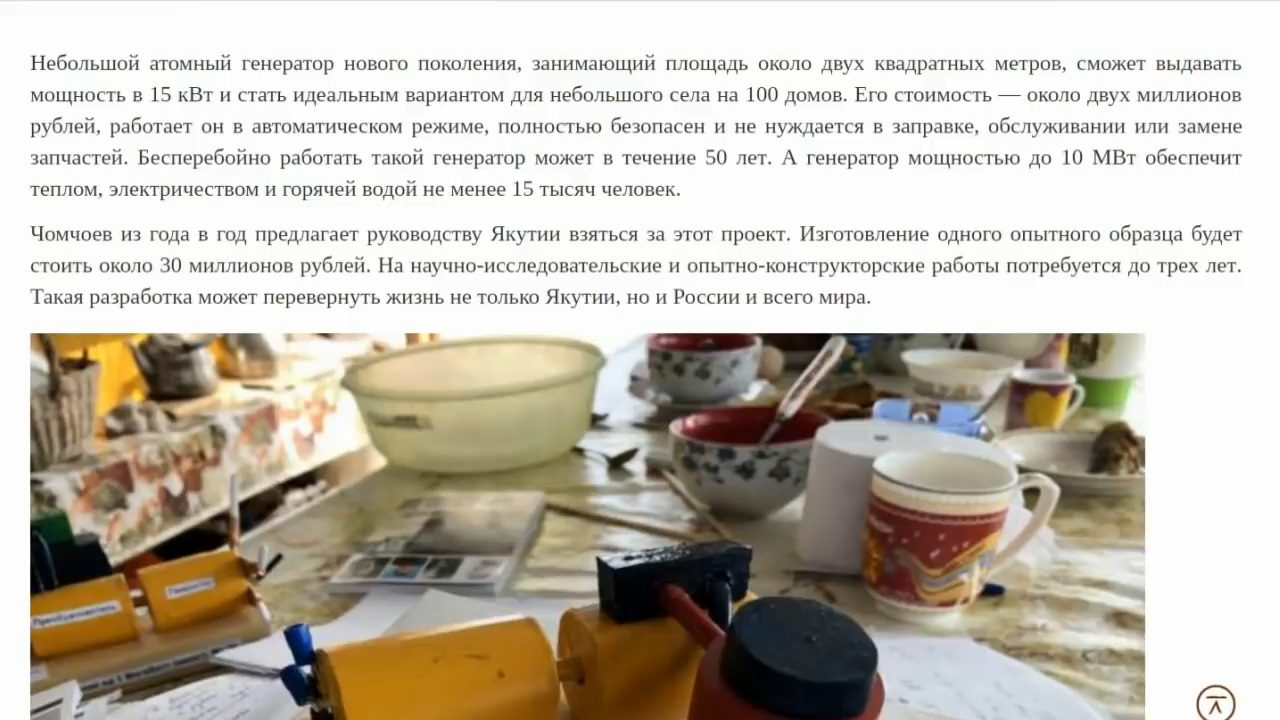 Небольшой атомный генератор нового поколения, занимающий площадь около двух квадратных метров, сможет выдавать
мощность в 15 кВт и стать идеальным вариантом для небольшого села на 100 домов. Его стоимость — около двух миллионов
рублей, работает он в автоматическом режиме, полностью безопасен и не нуждается в заправке, обслуживании или замене
запчастей. Бесперебойно работать такой генератор может в течение 50 лет. А генератор мощностью до 10 МВт обеспечит
теплом, электричеством и горячей водой не менее 15 тысяч человек.
Чомчоев из года в год предлагает руководству Якутии взяться за этот проект. Изготовление одного опытного образца будет
стоить около 30 миллионов рублей. На научно-исследовательские и опытно-конструкторские работы потребуется до трех лет.
Такая разработка может перевернуть жизнь не только Якутии, но и России и всего мира.